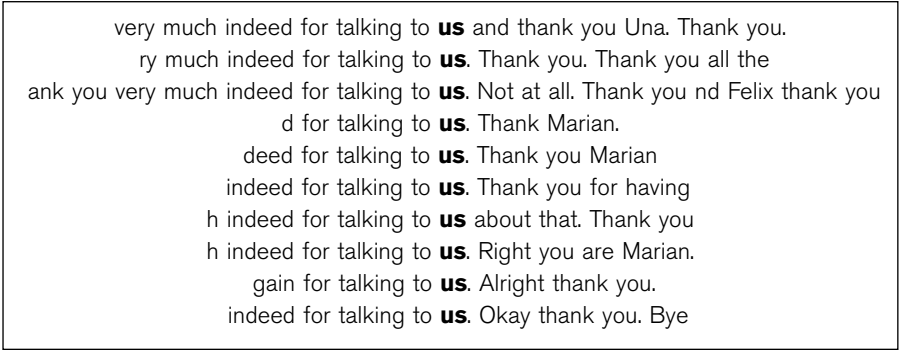 very much indeed for talking to us and thank you Una. Thank you.
ry much indeed for talking to us. Thank you. Thank you all the
ank you very much indeed for talking to us. Not at all. Thank you nd Felix thank you
d for talking to us. Thank Marian.
deed for talking to us. Thank you Marian
indeed for talking to us. Thank you for having
h indeed for talking to us about that. Thank you
h indeed for talking to us. Right you are Marian.
gain for talking to us. Alright thank you.
indeed for talking to us. Okay thank you. Bye